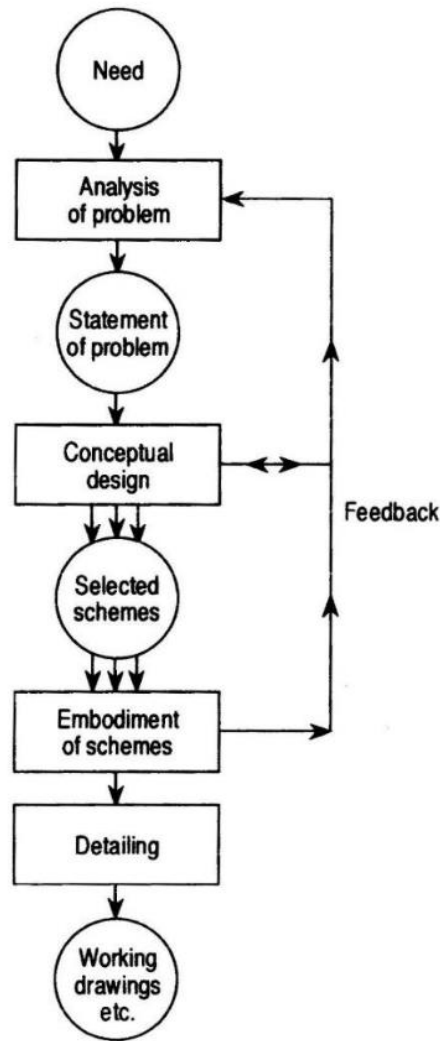 Need
Analysis
of problem
Statement
of problem
Conceptual
design
Feedback
Selected
schemes
Embodiment
of schemes
Detailing
Working
drawings
etc.